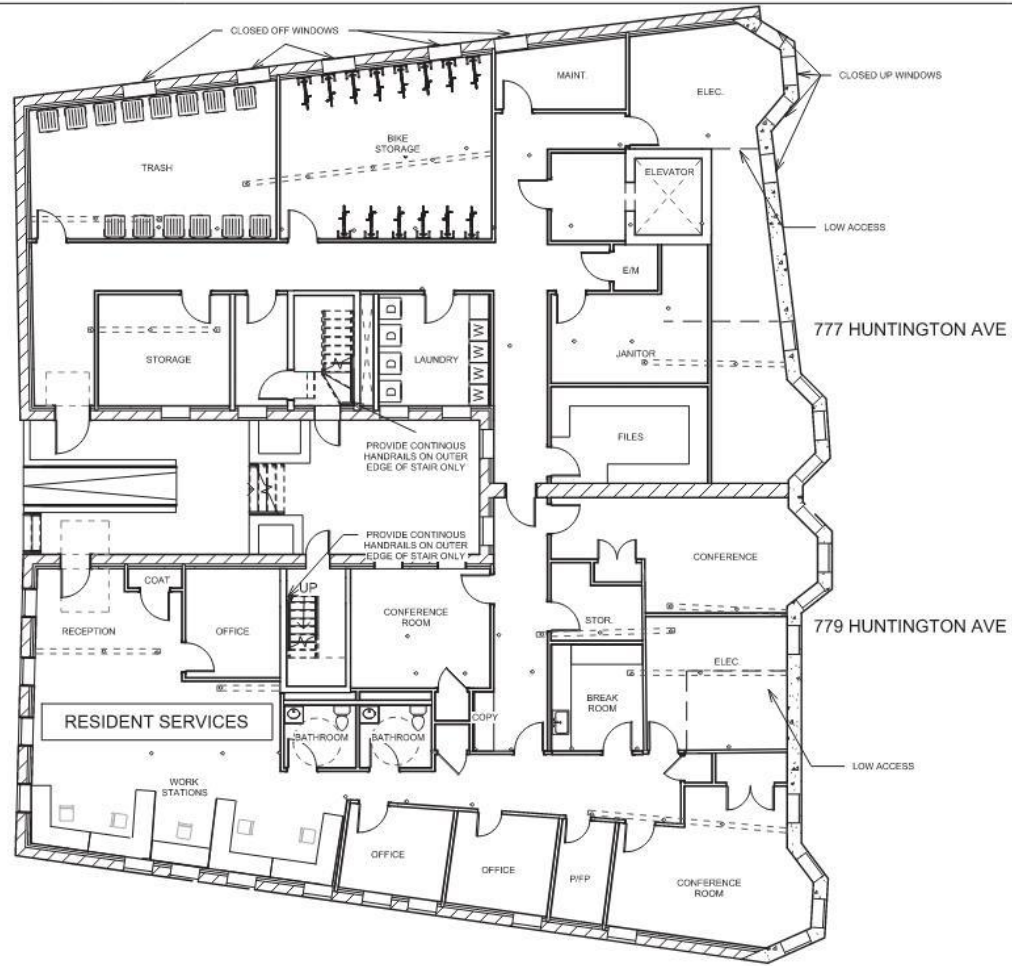 CLOSED OFF WINDOWS
MAINT.
ELEC.
CLOSED UP WINDOWS
BIKE
STORAGE
TRASH
ELEVATOR
LOW ACCESS
E/M
777 HUNTINGTON AVE
STORAGE
LAUNDRY
D
D
D
D
W
W
W
W
JANITOR
FILES
PROVIDE CONTINOUS
HANDRAILS ON OUTER
EDGE OF STAIR ONLY
PROVIDE CONTINOUS
HANDRAILS ON OUTER
EDGE OF STAIR ONLY
CONFERENCE
COAT
UP
RECEPTION
OFFICE
CONFERENCE
ROOM
STOR.
779 HUNTINGTON AVE
ELEC.
BREAK
ROOM
RESIDENT SERVICES
COPY
BATHROOM
BATHROOM
LOW ACCESS
WORK
STATIONS
OFFICE
OFFICE
P/FP
CONFERENCE
ROOM